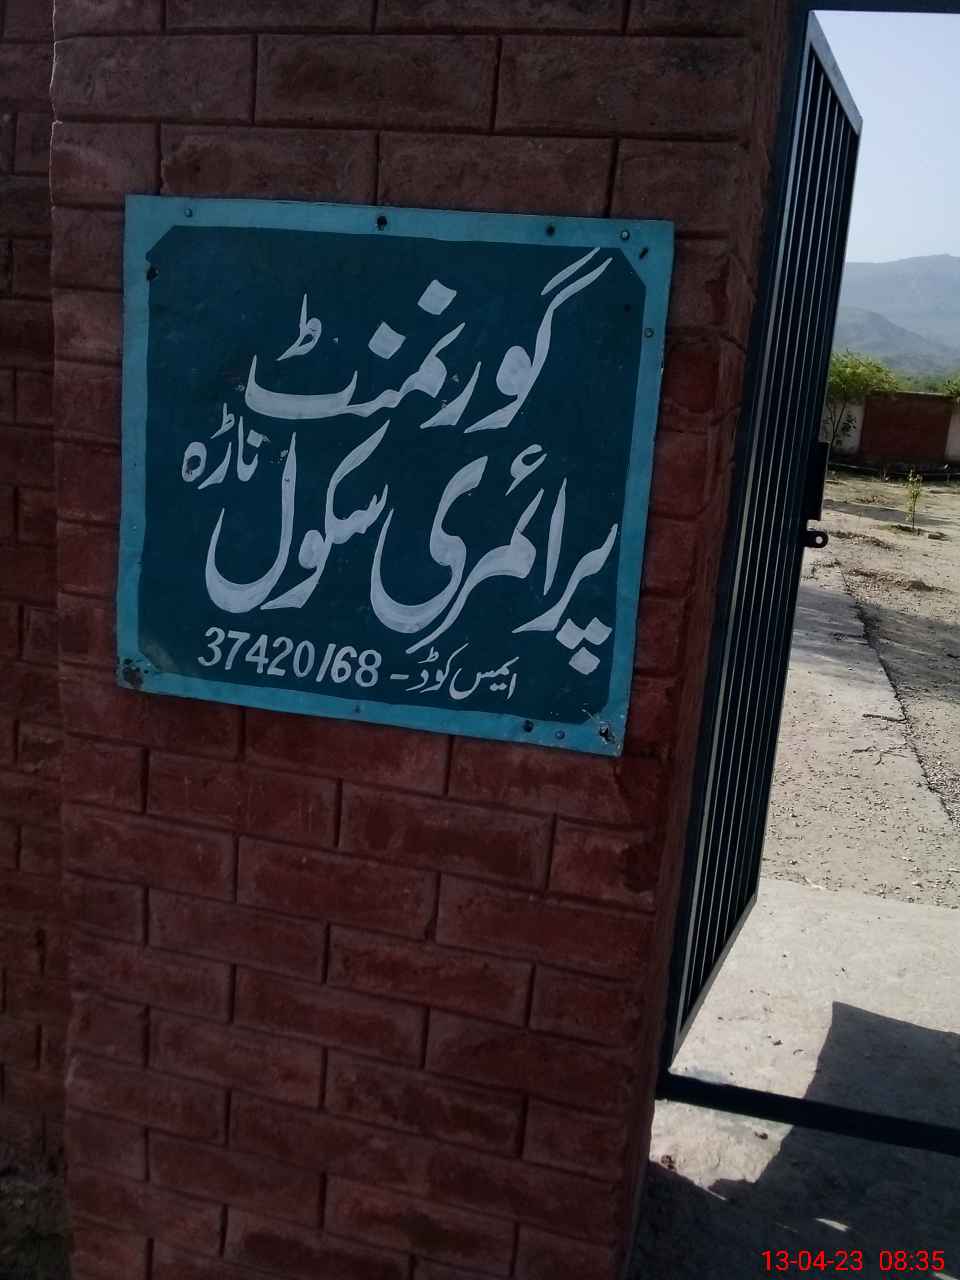 گورنمنٹ
پرائمری سکول ناڑہ
ایمس کوڈ - 37420168
13-04-23 08:35